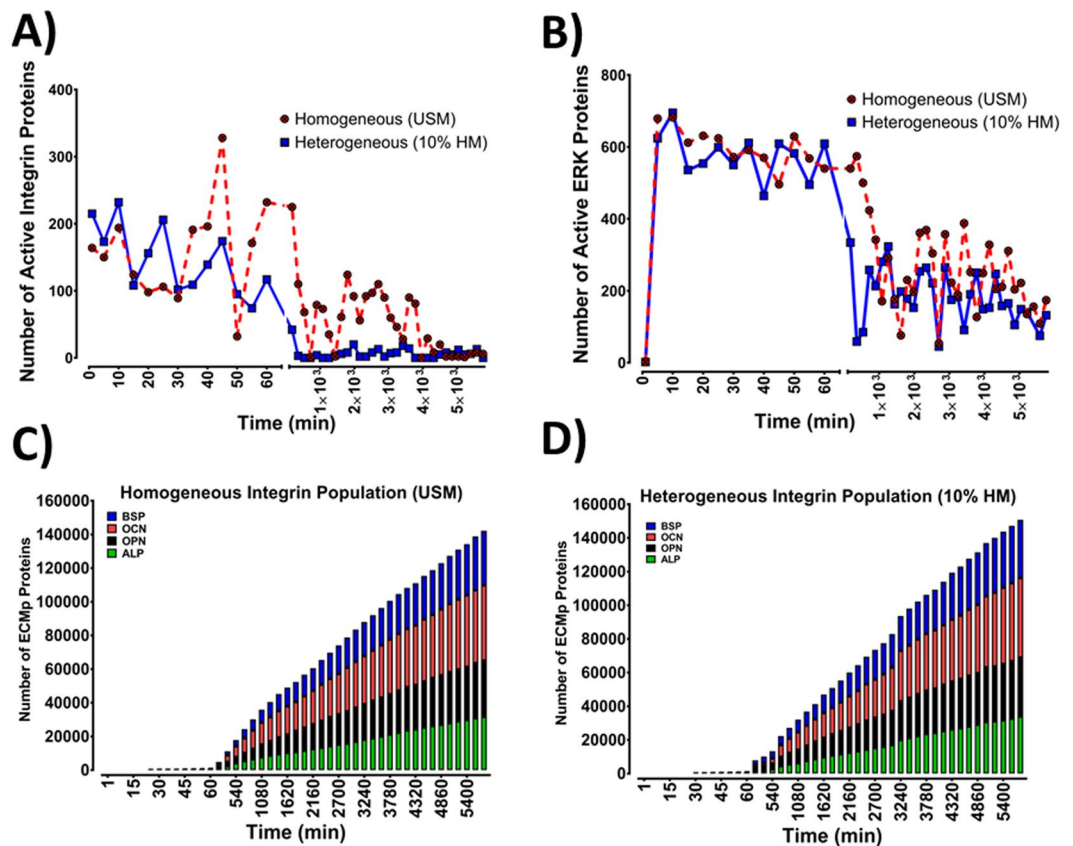 A)
Number of Active Integrin Proteins
400
300
200
100
0
Homogeneous (USM)
Heterogeneous (10% HM)
0 10 20 30 40 50 60 1×10³ 2×10³ 3×10³ 4×10³ 5×10³
Time (min)
B)
Number of Active ERK Proteins
800
600
400
200
0
Homogeneous (USM)
Heterogeneous (10% HM)
0 10 20 30 40 50 60 1×10³ 2×10³ 3×10³ 4×10³ 5×10³
Time (min)
C)
Homogeneous Integrin Population (USM)
Number of ECMp Proteins
160000
140000
120000
100000
80000
60000
40000
20000
0
BSP
OCN
OPN
ALP
1 15 30 45 60 540 1080 1620 2160 2700 3240 3780 4320 4860 5400
Time (min)
D)
Heterogeneous Integrin Population (10% HM)
Number of ECMp Proteins
160000
140000
120000
100000
80000
60000
40000
20000
0
BSP
OCN
OPN
ALP
1 15 30 45 60 540 1080 1620 2160 2700 3240 3780 4320 4860 5400
Time (min)